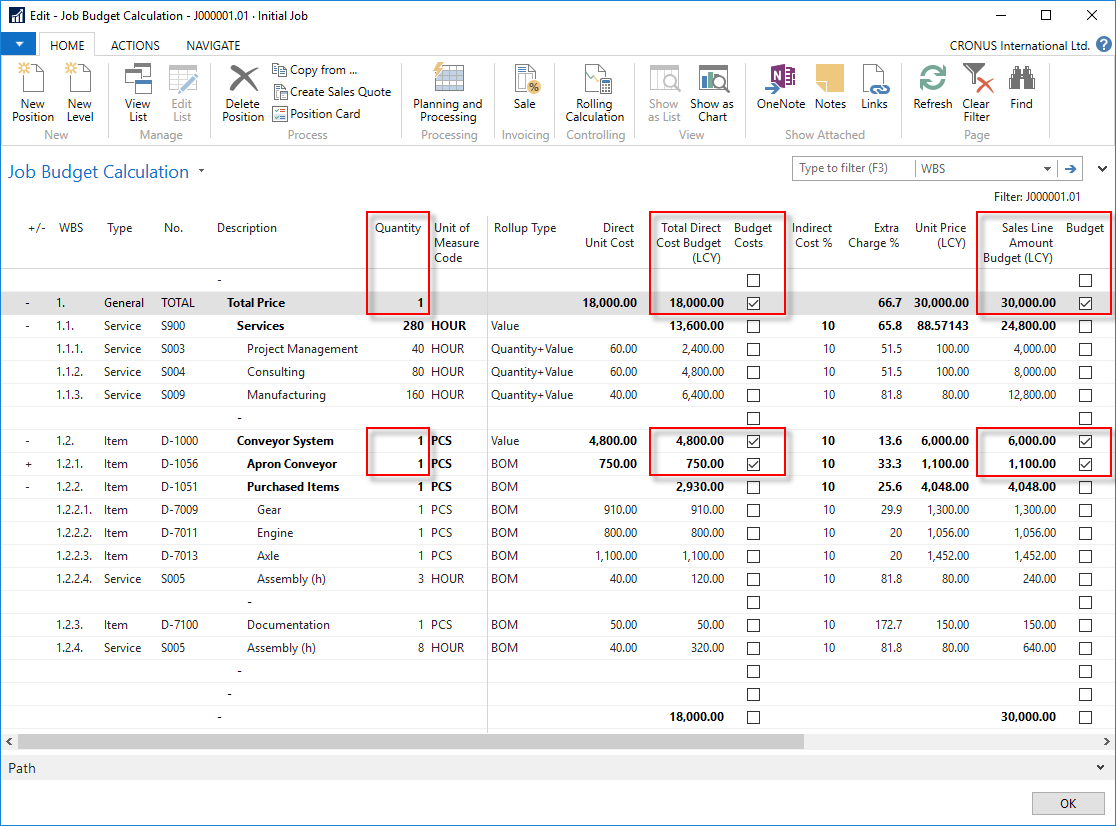 Edit - Job Budget Calculation - J000001.01 · Initial Job
HOME ACTIONS NAVIGATE CRONUS International Ltd. ?
New Position
New Level
New
View List
Edit List
Manage
Delete Position
Copy from ...
Create Sales Quote
Position Card
Process
Planning and Processing
Processing
Sale
Invoicing
Rolling Calculation
Controlling
Show as List
Show as Chart
View
OneNote
Notes
Links
Show Attached
Refresh
Clear Filter
Find
Page
Job Budget Calculation
Type to filter (F3) WBS
Filter: J000001.01
+/- WBS Type No. Description Quantity Unit of Measure Code Rollup Type Direct Unit Cost Total Direct Cost Budget (LCY) Budget Costs Indirect Cost % Extra Charge % Unit Price (LCY) Sales Line Amount Budget (LCY) Budget
-
- 1. General TOTAL Total Price 1 18,000.00 18,000.00 66.7 30,000.00 30,000.00
- 1.1. Service S900 Services 280 HOUR Value 13,600.00 10 65.8 88.57143 24,800.00
1.1.1. Service S003 Project Management 40 HOUR Quantity+Value 60.00 2,400.00 10 51.5 100.00 4,000.00
1.1.2. Service S004 Consulting 80 HOUR Quantity+Value 60.00 4,800.00 10 51.5 100.00 8,000.00
1.1.3. Service S009 Manufacturing 160 HOUR Quantity+Value 40.00 6,400.00 10 81.8 80.00 12,800.00
-
- 1.2. Item D-1000 Conveyor System 1 PCS Value 4,800.00 4,800.00 10 13.6 6,000.00 6,000.00
+ 1.2.1. Item D-1056 Apron Conveyor 1 PCS BOM 750.00 750.00 10 33.3 1,100.00 1,100.00
- 1.2.2. Item D-1051 Purchased Items 1 PCS BOM 2,930.00 10 25.6 4,048.00 4,048.00
1.2.2.1. Item D-7009 Gear 1 PCS BOM 910.00 910.00 10 29.9 1,300.00 1,300.00
1.2.2.2. Item D-7011 Engine 1 PCS BOM 800.00 800.00 10 20 1,056.00 1,056.00
1.2.2.3. Item D-7013 Axle 1 PCS BOM 1,100.00 1,100.00 10 20 1,452.00 1,452.00
1.2.2.4. Service S005 Assembly (h) 3 HOUR BOM 40.00 120.00 10 81.8 80.00 240.00
-
1.2.3. Item D-7100 Documentation 1 PCS BOM 50.00 50.00 10 172.7 150.00 150.00
1.2.4. Service S005 Assembly (h) 8 HOUR BOM 40.00 320.00 10 81.8 80.00 640.00
-
-
- 18,000.00 30,000.00
Path
OK